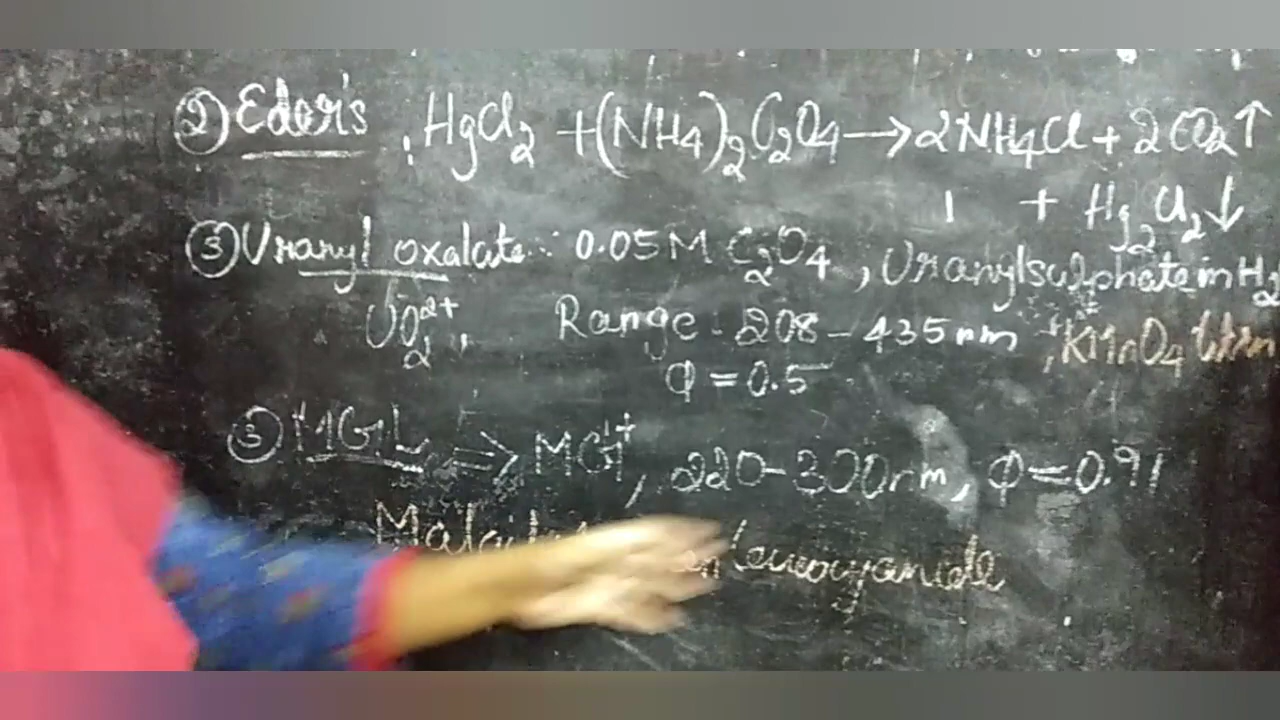 2) Eder's : HgCl2 + (NH4)2C2O4 → 2NH4Cl + 2CO2↑
+ Hg2Cl2↓
3) Uranyl oxalate : 0.05M C2O4, Uranylsulphate in
UO2^2+, Range : 208 - 435 nm, KMnO4
φ = 0.5
3) MGL ⇒ MG+, 220-300nm, φ=0.91
leucocyanide